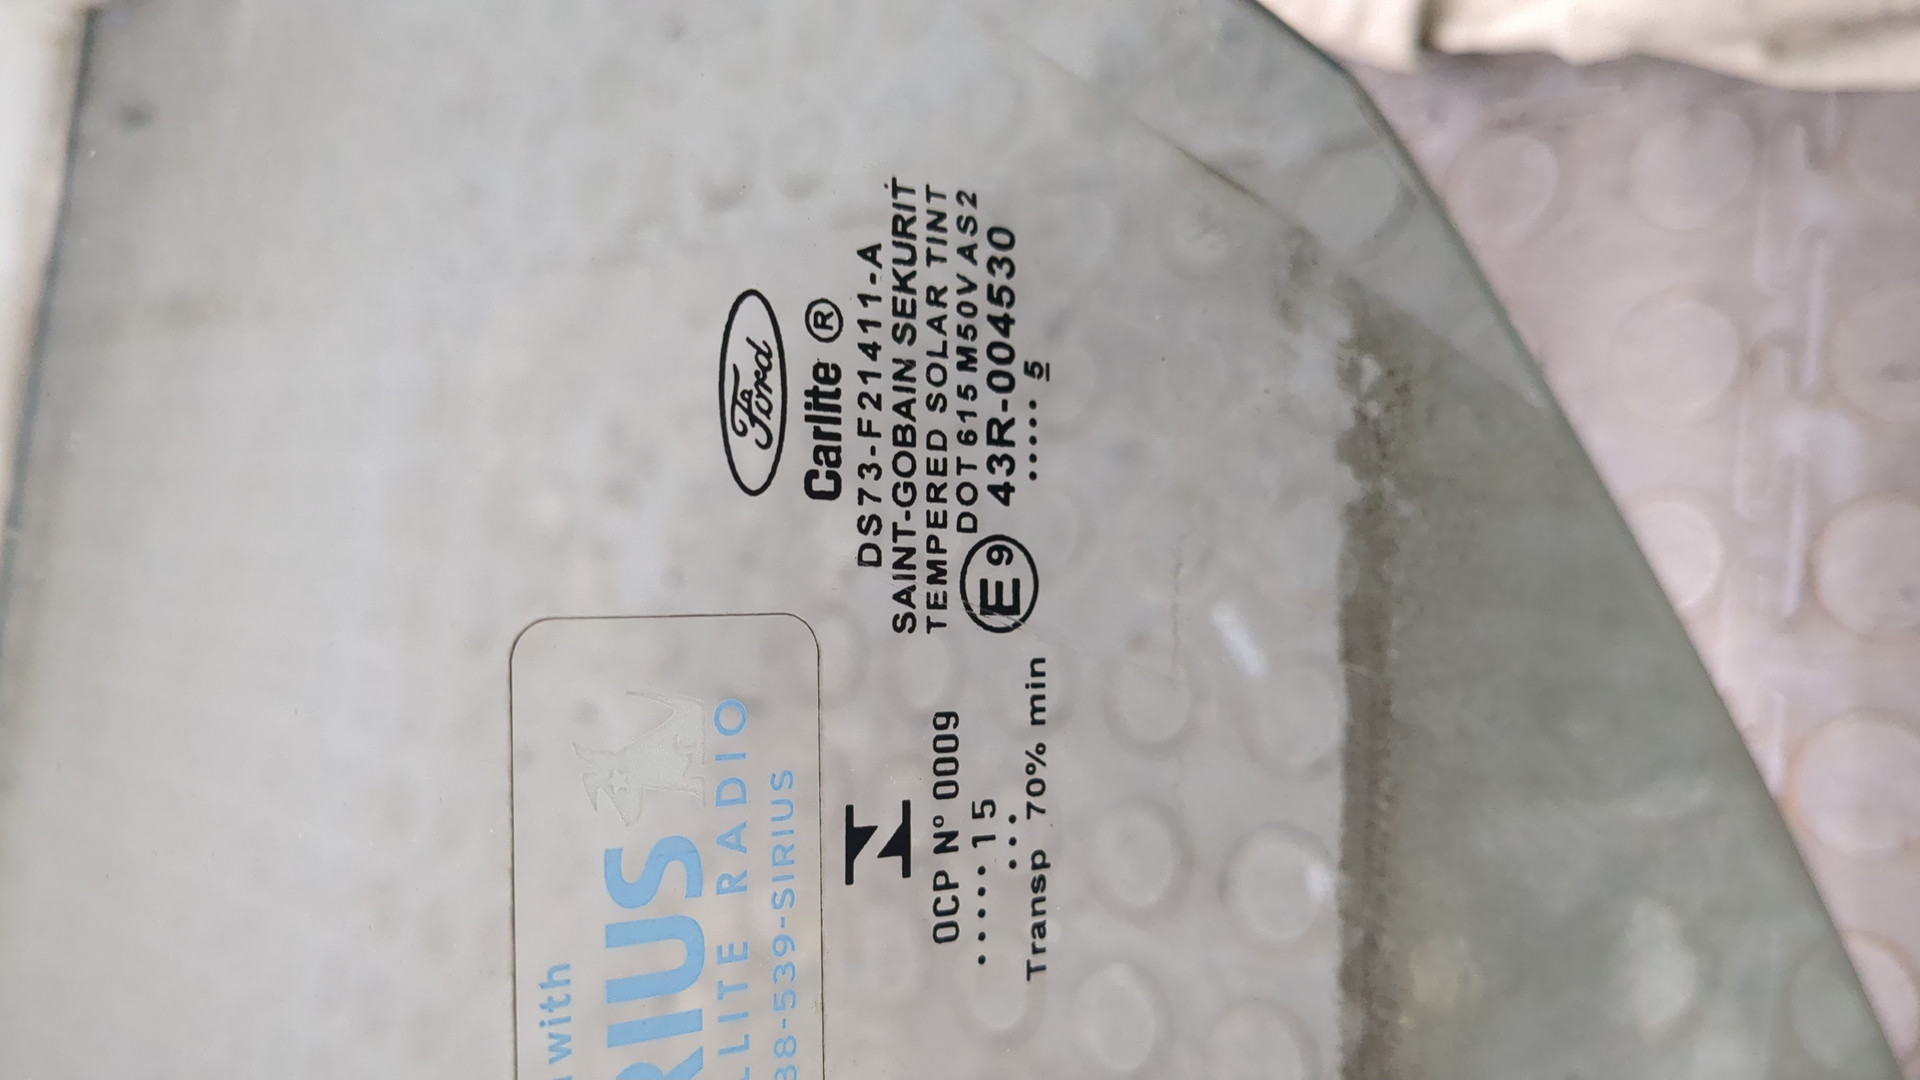 Ford
Carlite ®
DS73-F21411-A
SAINT-GOBAIN SEKURIT
TEMPERED SOLAR TINT
DOT 615 M50V AS2
E9 43R-004530
..... 5
OCP Nº 0009
......15
...
Transp 70% min
with
RIUS
LLITE RADIO
88-539-SIRIUS